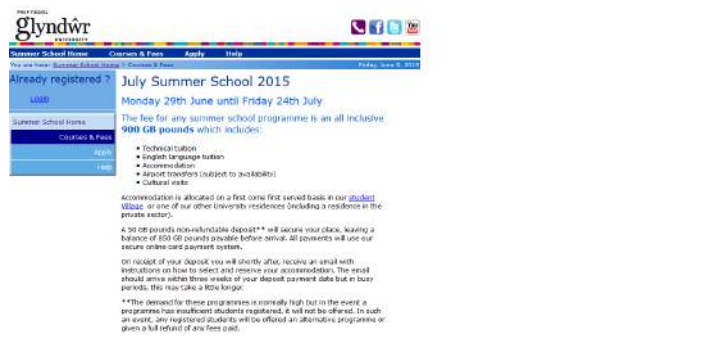 PRIFYSGOL
glyndŵr
UNIVERSITY
You
Summer School Home Courses & Fees Apply Help
You are here: Summer School Home > Courses & Fees
Friday, June 5, 2015
Already registered ?
LOGIN
Summer School Home
Courses & Fees
Apply
Help
July Summer School 2015
Monday 29th June until Friday 24th July
The fee for any summer school programme is an all inclusive
900 GB pounds which includes:
• Technical tuition
• English language tuition
• Accommodation
• Airport transfers (subject to availability)
• Cultural visits
Accommodation is allocated on a first come first served basis in our Student
Village or one of our other University residences (including a residence in the
private sector).
A 50 GB pounds non-refundable deposit** will secure your place, leaving a
balance of 850 GB pounds payable before arrival. All payments will use our
secure online card payment system.
On receipt of your deposit you will shortly after, receive an email with
instructions on how to select and reserve your accommodation. The email
should arrive within three weeks of your deposit payment date but in busy
periods, this may take a little longer.
**The demand for these programmes is normally high but in the event a
programme has insufficient students registered, it will not be offered. In such
an event, any registered students will be offered an alternative programme or
given a full refund of any fees paid.